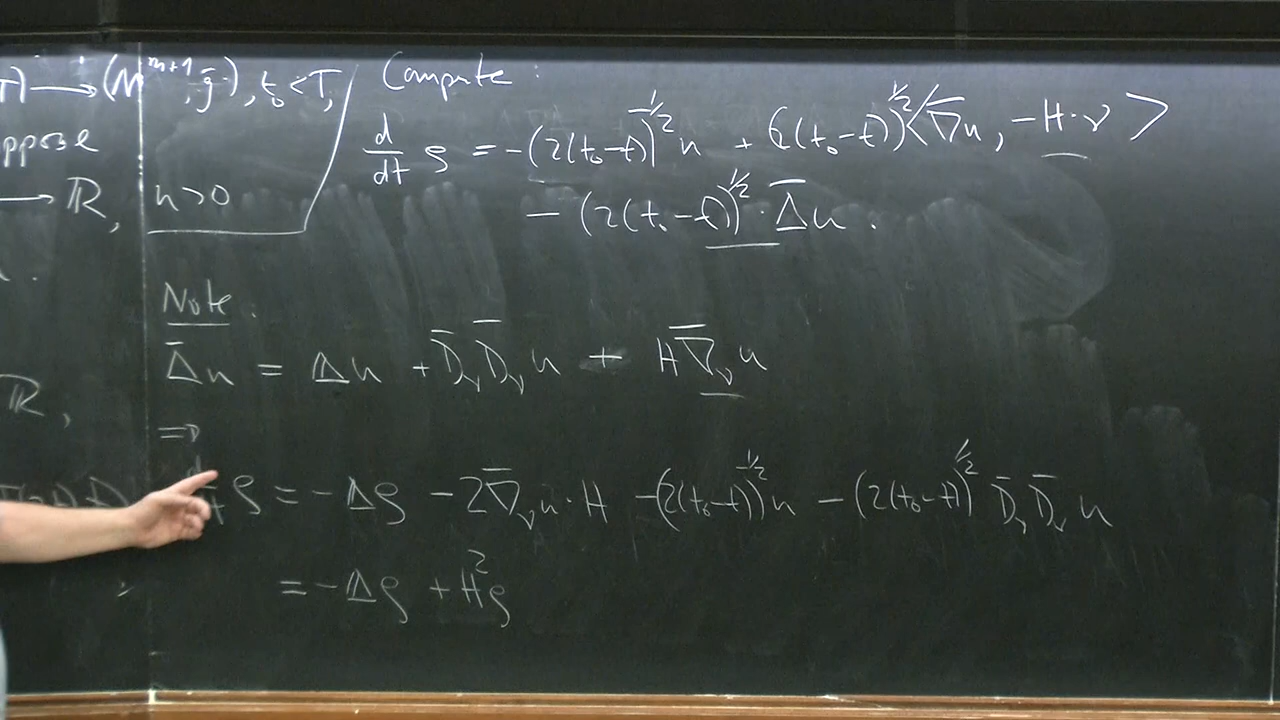 T) → (N^{n+1}, ḡ), t₀ < T,
ppose
→ ℝ, u > 0
ℝ,
Compute :
d/dt ρ = -(2(t₀-t))^{-1/2} u + (2(t₀-t))^{1/2} <∇̄u, -H·ν>
- (2(t₀-t))^{1/2} · Δ̄u.
Note.
Δ̄u = Δu + D̄_ν D̄_ν u + H ∇̄_ν u
⇒
d/dt ρ = -Δρ - 2∇̄_ν u · H - (2(t₀-t))^{-1/2} u - (2(t₀-t))^{1/2} D̄_ν D̄_ν u
= -Δρ + H²ρ